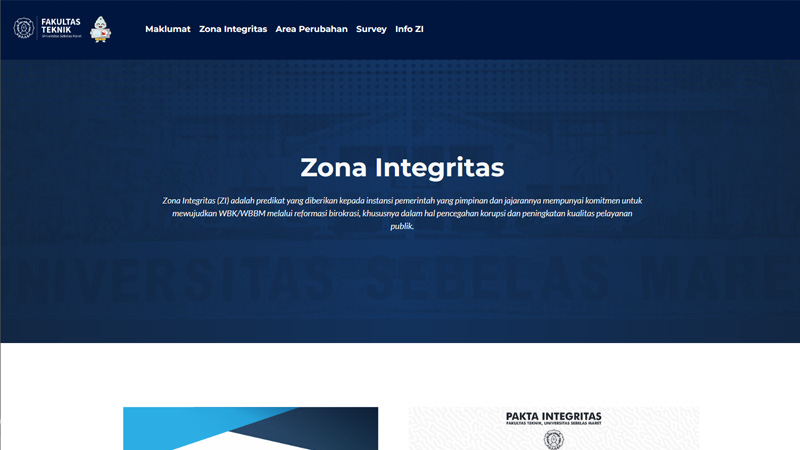 FAKULTAS
TEKNIK
Universitas Sebelas Maret
Maklumat Zona Integritas Area Perubahan Survey Info ZI
Zona Integritas
Zona Integritas (ZI) adalah predikat yang diberikan kepada instansi pemerintah yang pimpinan dan jajarannya mempunyai komitmen untuk
mewujudkan WBK/WBBM melalui reformasi birokrasi, khususnya dalam hal pencegahan korupsi dan peningkatan kualitas pelayanan
publik.
UNIVERSITAS SEBELAS MARET
PAKTA INTEGRITAS
FAKULTAS TEKNIK, UNIVERSITAS SEBELAS MARET